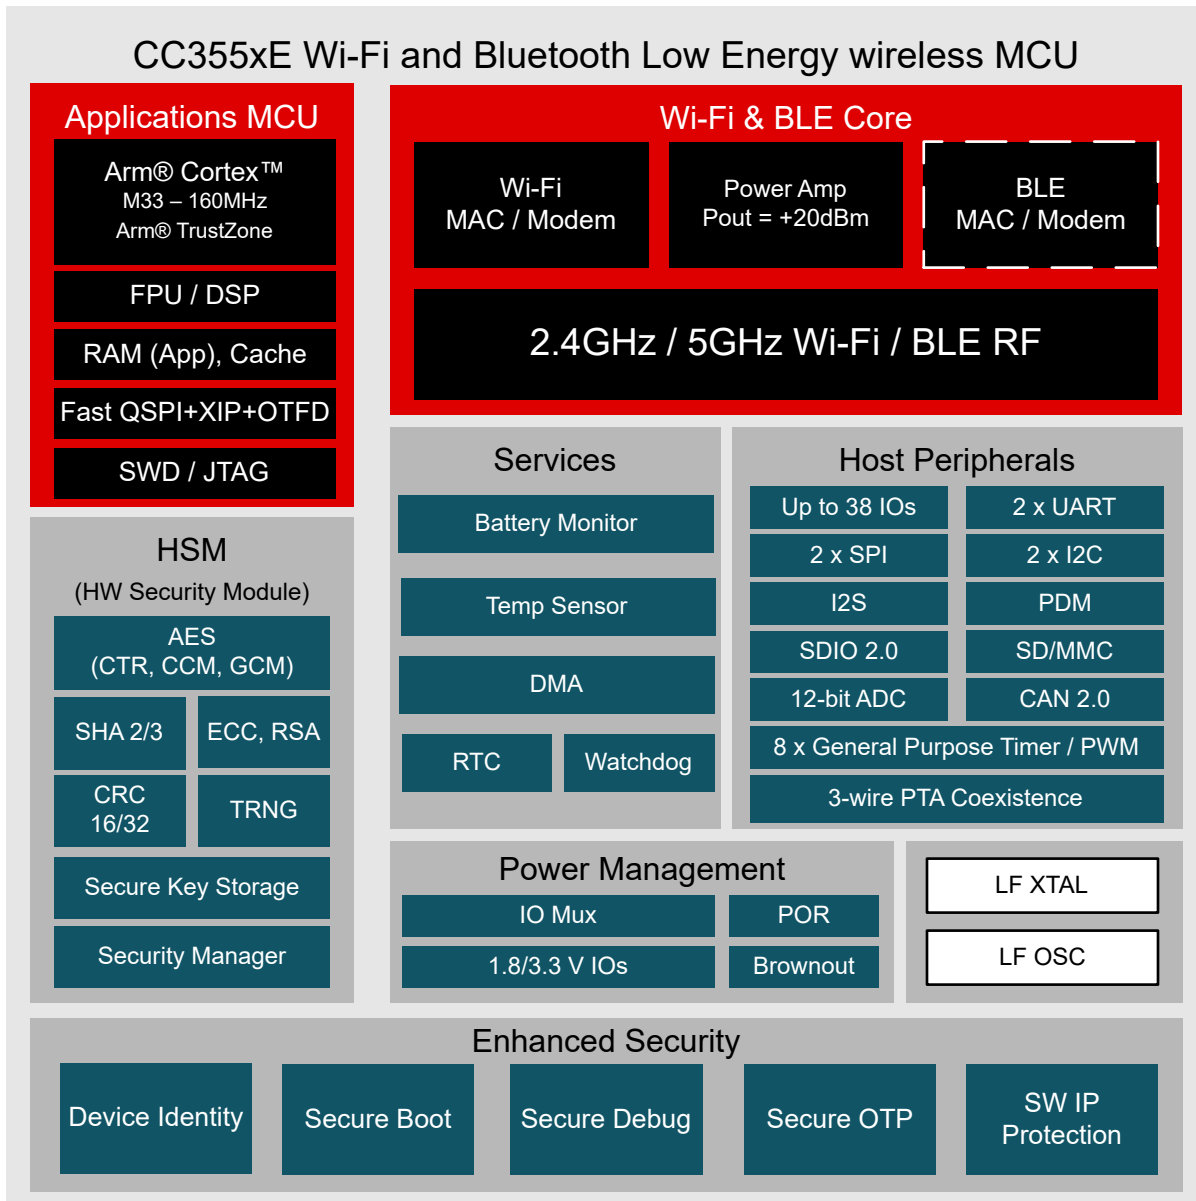 CC355xE Wi-Fi and Bluetooth Low Energy wireless MCU
Applications MCU
Arm® Cortex™
M33 – 160MHz
Arm® TrustZone
FPU / DSP
RAM (App), Cache
Fast QSPI+XIP+OTFD
SWD / JTAG
Wi-Fi & BLE Core
Wi-Fi
MAC / Modem
Power Amp
Pout = +20dBm
BLE
MAC / Modem
2.4GHz / 5GHz Wi-Fi / BLE RF
HSM
(HW Security Module)
AES
(CTR, CCM, GCM)
SHA 2/3
ECC, RSA
CRC
16/32
TRNG
Secure Key Storage
Security Manager
Services
Battery Monitor
Temp Sensor
DMA
RTC
Watchdog
Host Peripherals
Up to 38 IOs
2 x UART
2 x SPI
2 x I2C
I2S
PDM
SDIO 2.0
SD/MMC
12-bit ADC
CAN 2.0
8 x General Purpose Timer / PWM
3-wire PTA Coexistence
Power Management
IO Mux
POR
1.8/3.3 V IOs
Brownout
LF XTAL
LF OSC
Enhanced Security
Device Identity
Secure Boot
Secure Debug
Secure OTP
SW IP
Protection